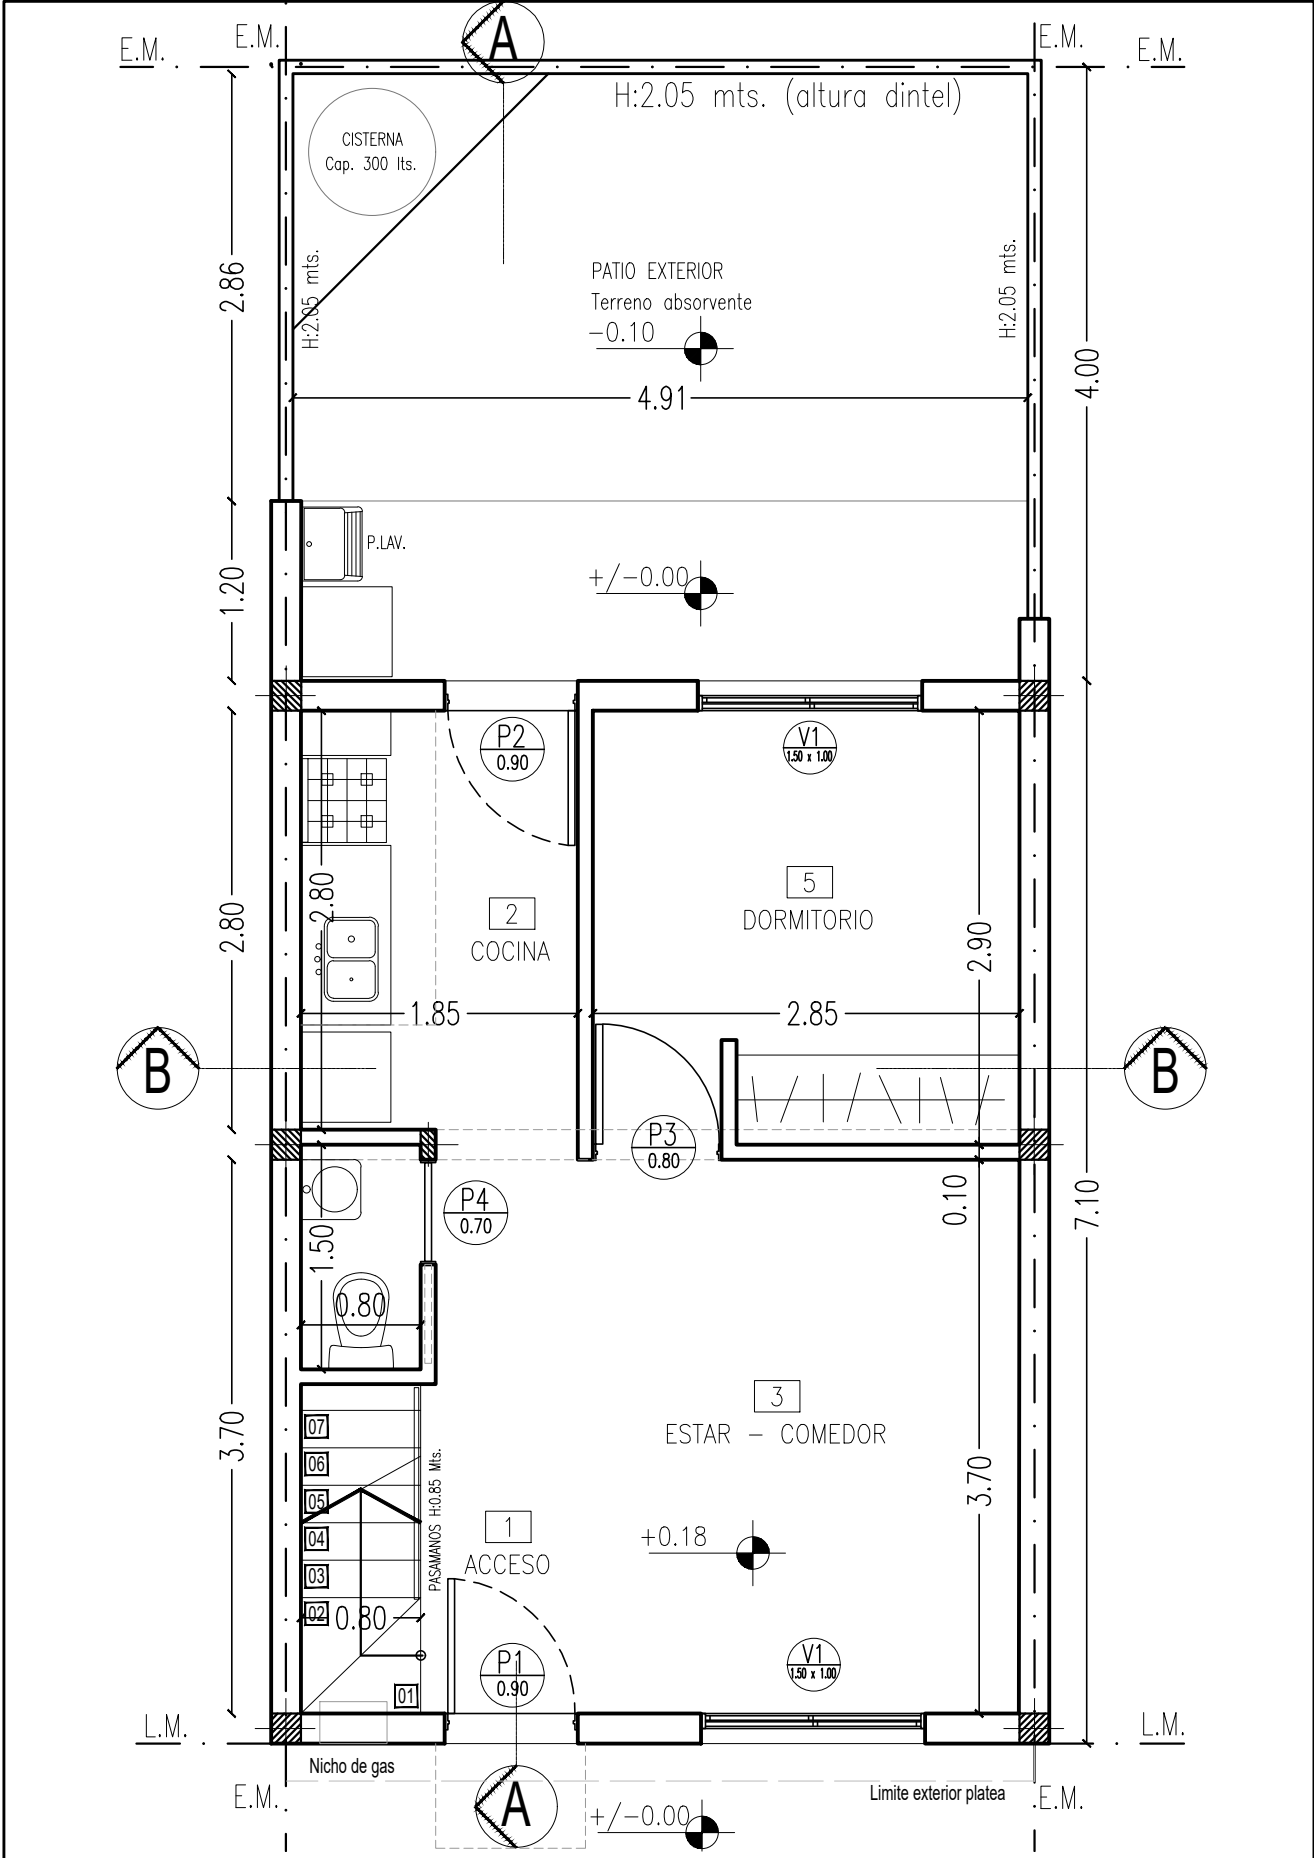 A
E.M.
E.M.
E.M.
E.M.
H:2.05 mts. (altura dintel)
CISTERNA
Cap. 300 lts.
H:2.05 mts.
H:2.05 mts.
2.86
PATIO EXTERIOR
Terreno absorvente
-0.10
4.00
4.91
P.LAV.
1.20
+/-0.00
P2
0.90
V1
1.50 x 1.00
2.80
2.80
5
DORMITORIO
2
COCINA
2.90
1.85
2.85
B
B
P3
0.80
P4
0.70
0.10
7.10
1.50
0.80
3
ESTAR - COMEDOR
3.70
3.70
07
06
05
04
03
02
0.80
01
PASAMANOS H:0.85 Mts.
1
ACCESO
+0.18
P1
0.90
V1
1.50 x 1.00
L.M.
L.M.
Nicho de gas
Limite exterior platea
E.M.
E.M.
A
+/-0.00